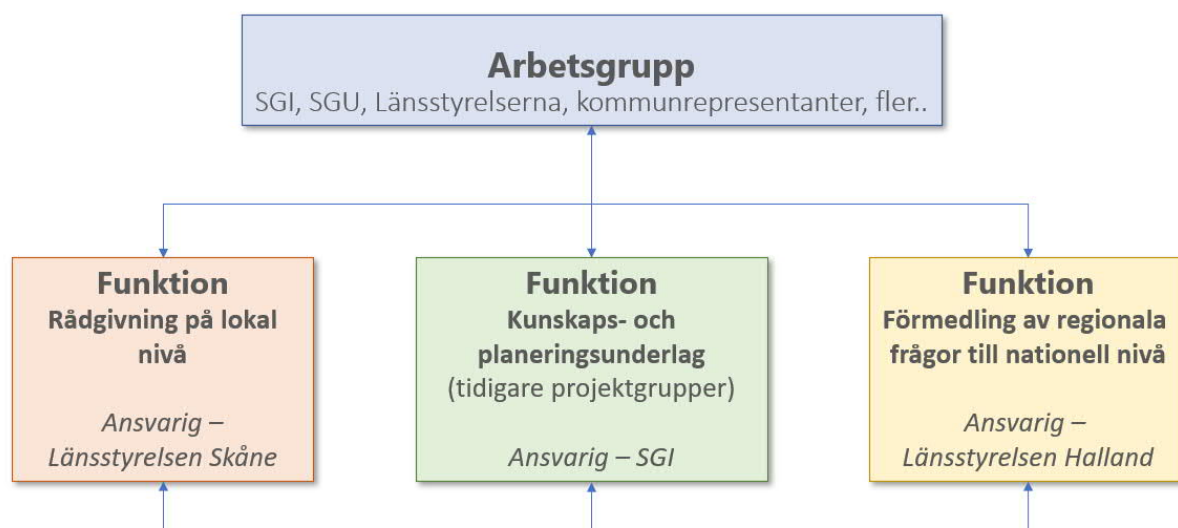 Arbetsgrupp
SGI, SGU, Länsstyrelserna, kommunrepresentanter, fler..
Funktion
Rådgivning på lokal
nivå
Ansvarig –
Länsstyrelsen Skåne
Funktion
Kunskaps- och
planeringsunderlag
(tidigare projektgrupper)
Ansvarig – SGI
Funktion
Förmedling av regionala
frågor till nationell nivå
Ansvarig –
Länsstyrelsen Halland